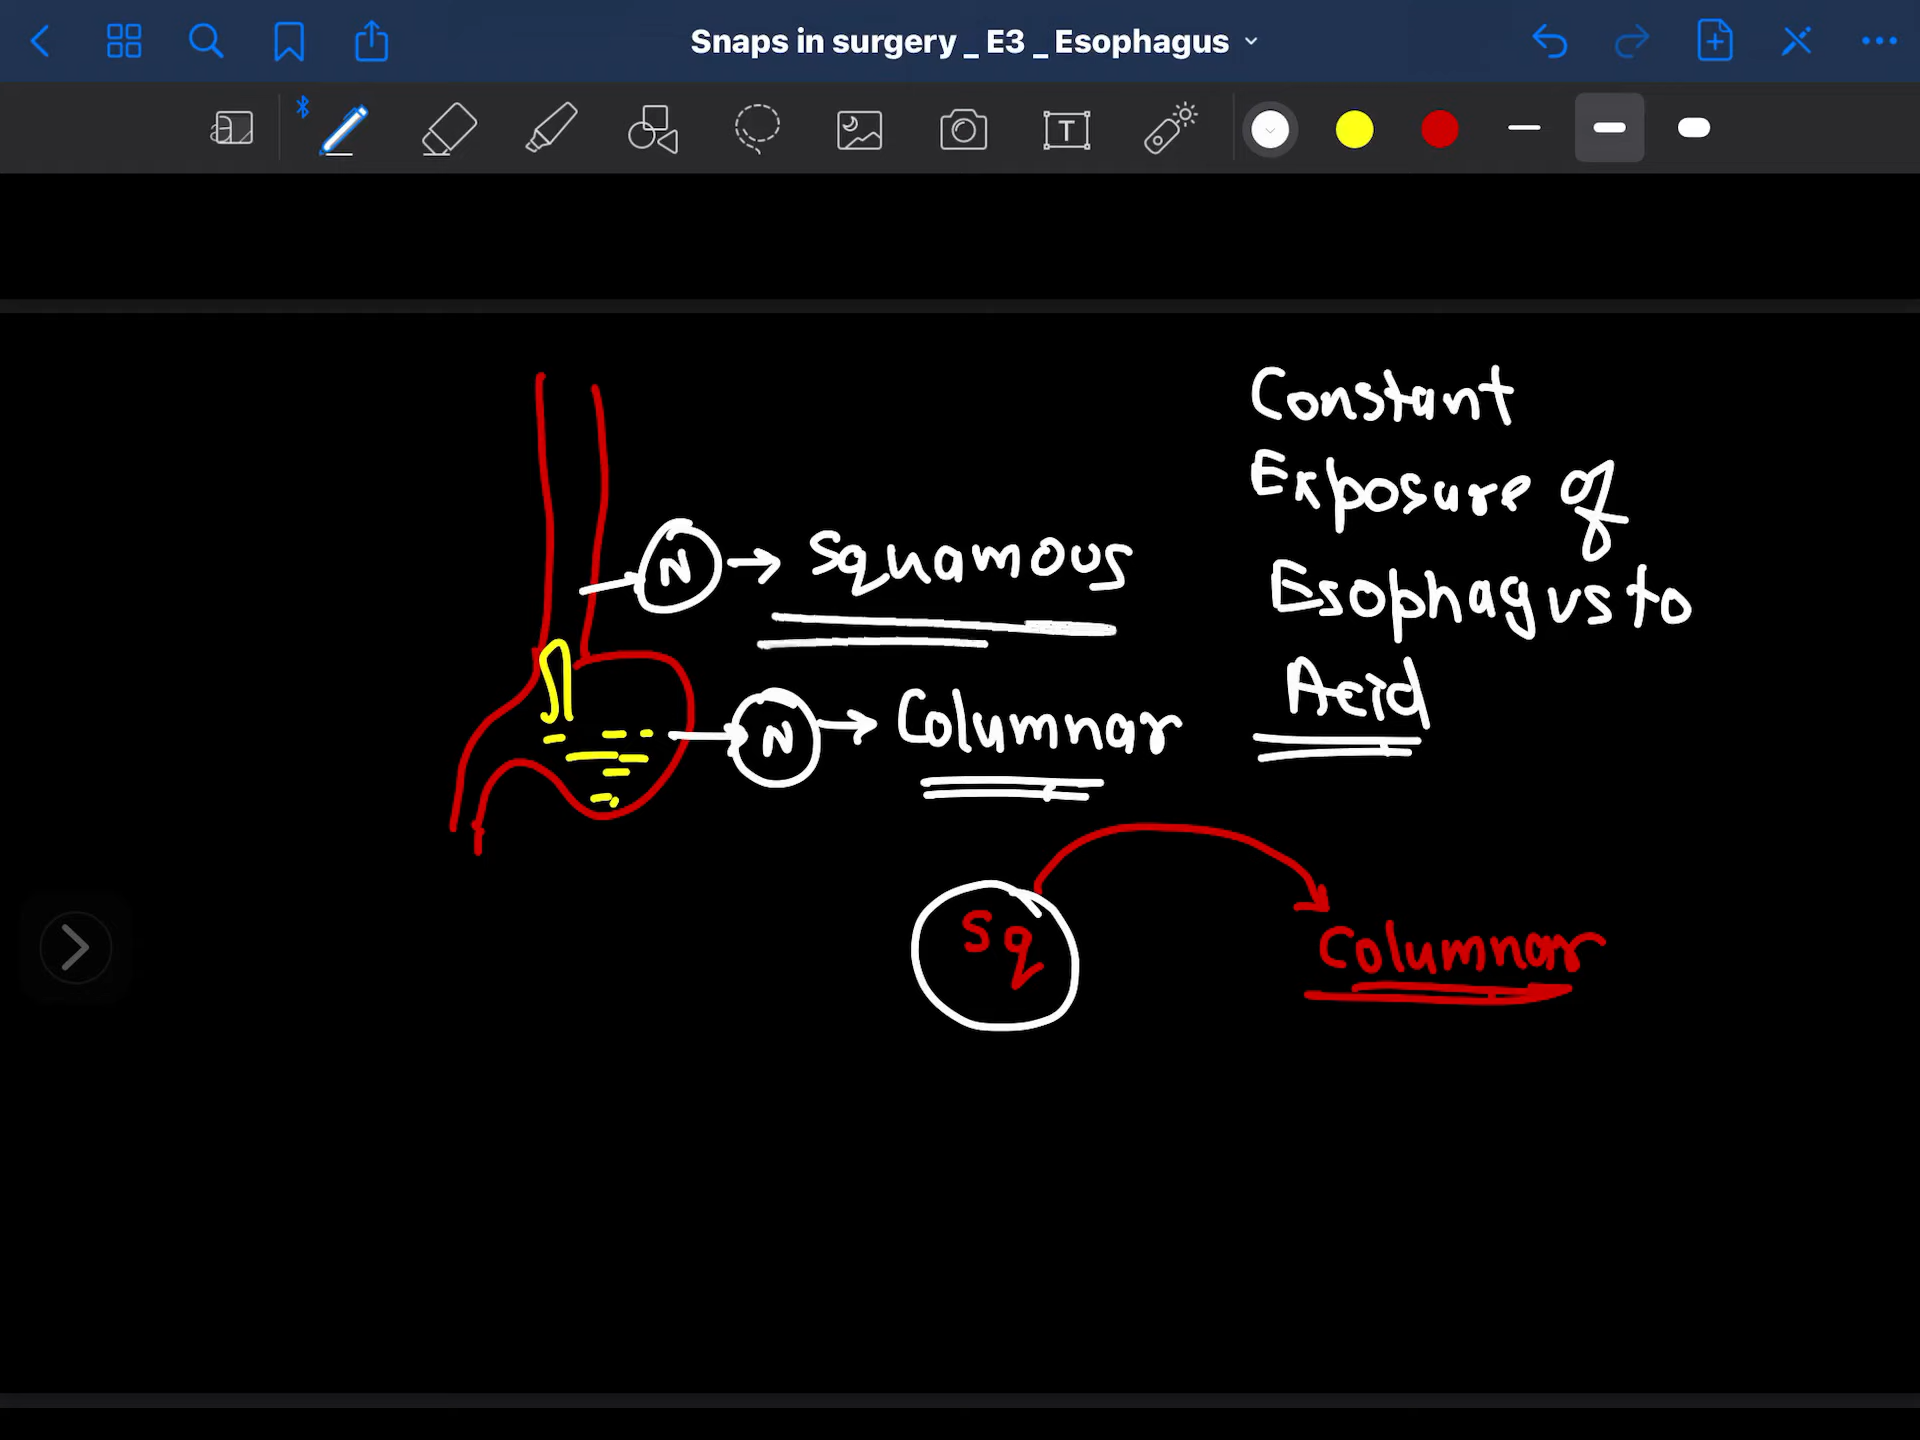 Snaps in surgery _ E3 _ Esophagus
T
Constant
Exposure of
Esophagus to
Acid
N → Squamous
N → Columnar
Sq
Columnar